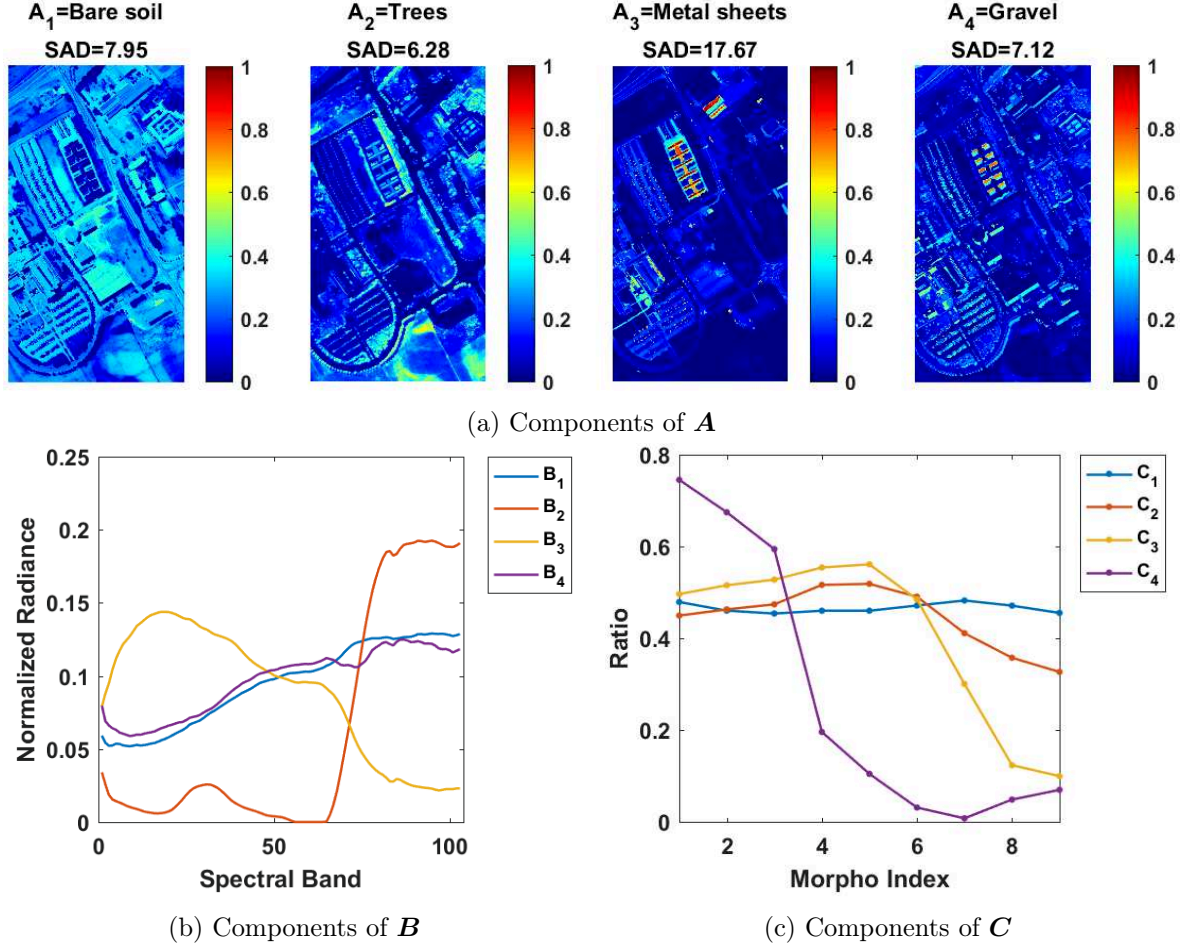 A1=Bare soil
SAD=7.95
1
0.8
0.6
0.4
0.2
0
A2=Trees
SAD=6.28
1
0.8
0.6
0.4
0.2
0
A3=Metal sheets
SAD=17.67
1
0.8
0.6
0.4
0.2
0
A4=Gravel
SAD=7.12
1
0.8
0.6
0.4
0.2
0
(a) Components of A
0.25
0.2
0.15
0.1
0.05
0
Normalized Radiance
0 50 100
Spectral Band
B1
B2
B3
B4
(b) Components of B
0.8
0.6
0.4
0.2
0
Ratio
2 4 6 8
Morpho Index
C1
C2
C3
C4
(c) Components of C